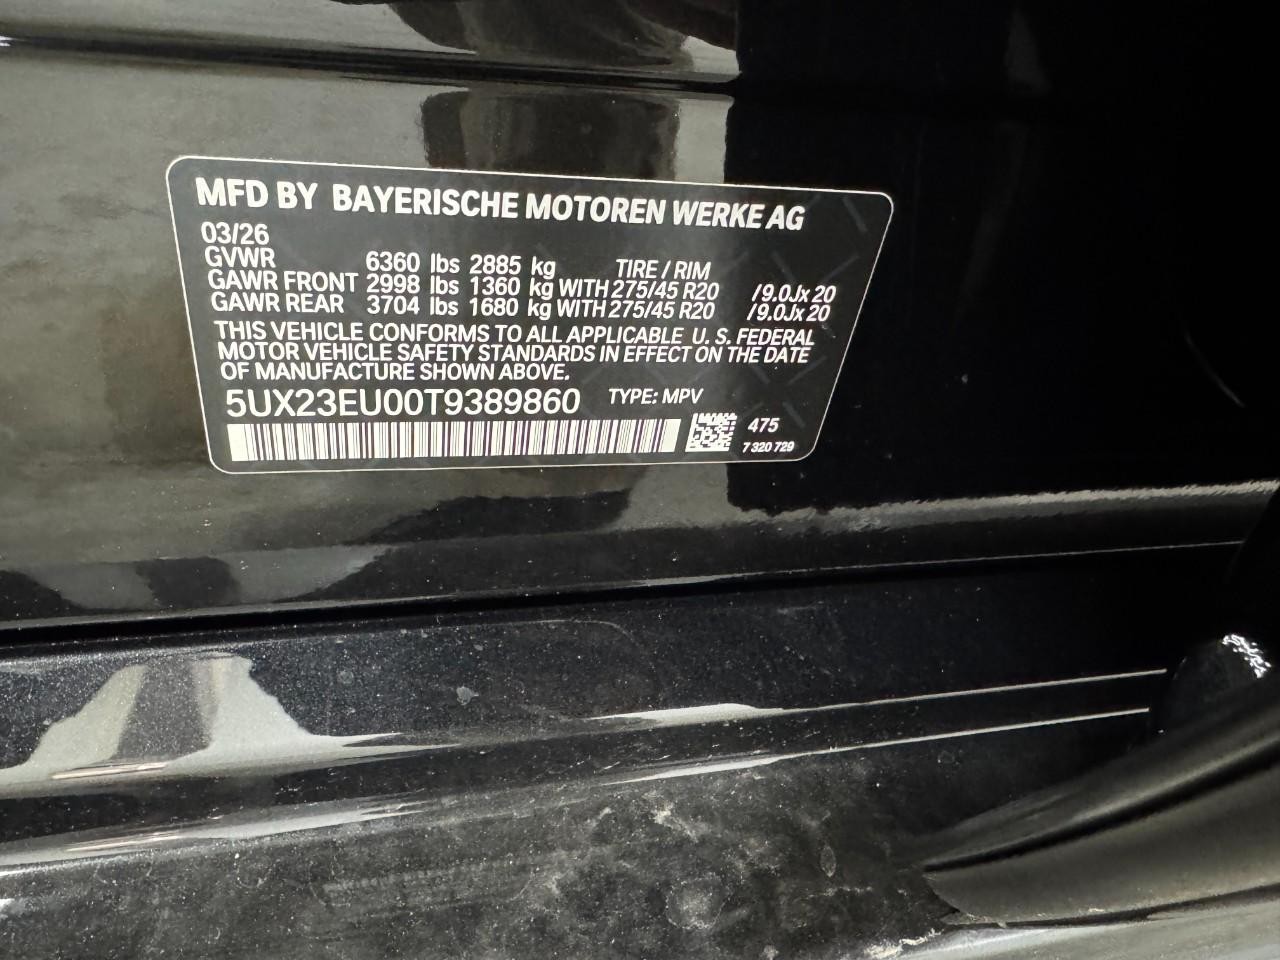 MFD BY BAYERISCHE MOTOREN WERKE AG
03/26
GVWR 6360 lbs 2885 kg TIRE / RIM
GAWR FRONT 2998 lbs 1360 kg WITH 275/45 R20 /9.0Jx 20
GAWR REAR 3704 lbs 1680 kg WITH 275/45 R20 /9.0Jx 20
THIS VEHICLE CONFORMS TO ALL APPLICABLE U. S. FEDERAL
MOTOR VEHICLE SAFETY STANDARDS IN EFFECT ON THE DATE
OF MANUFACTURE SHOWN ABOVE.
5UX23EU00T9389860 TYPE: MPV
475
7 320 729